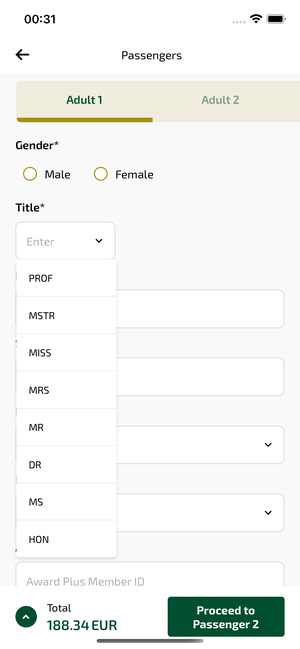 00:31
Passengers
Adult 1
Adult 2
Gender*
Male
Female
Title*
Enter
PROF
MSTR
MISS
MRS
MR
DR
MS
HON
Award Plus Member ID
Total
188.34 EUR
Proceed to
Passenger 2